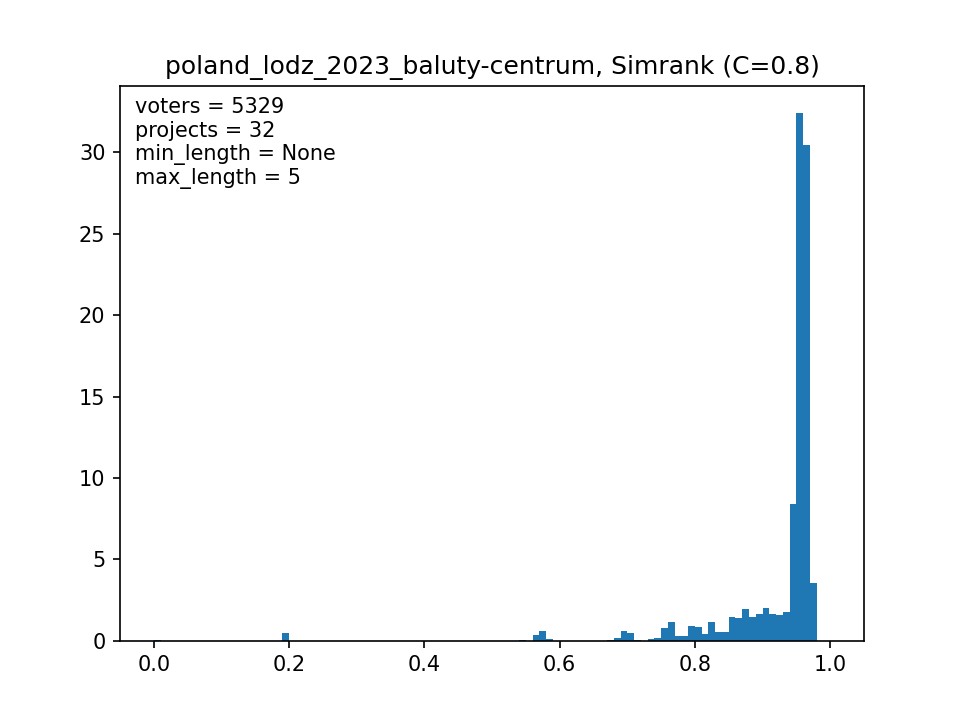 poland_lodz_2023_baluty-centrum, Simrank (C=0.8)
voters = 5329
projects = 32
min_length = None
max_length = 5
30
25
20
15
10
5
0
0.0 0.2 0.4 0.6 0.8 1.0